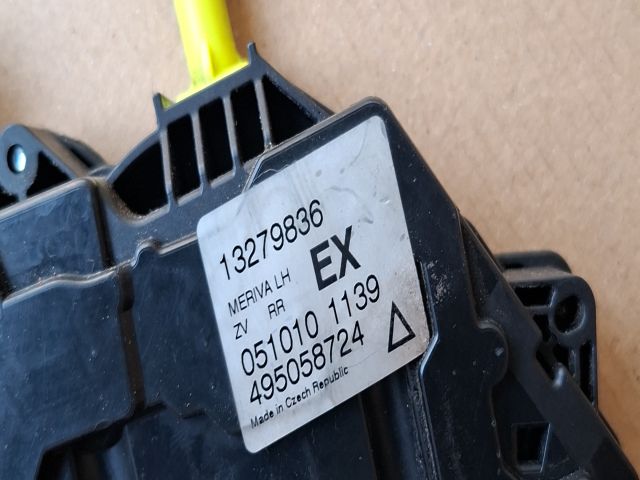 13279836
MERIVA LH EX
ZV RR
051010 1139
495058724
Made in Czech Republic